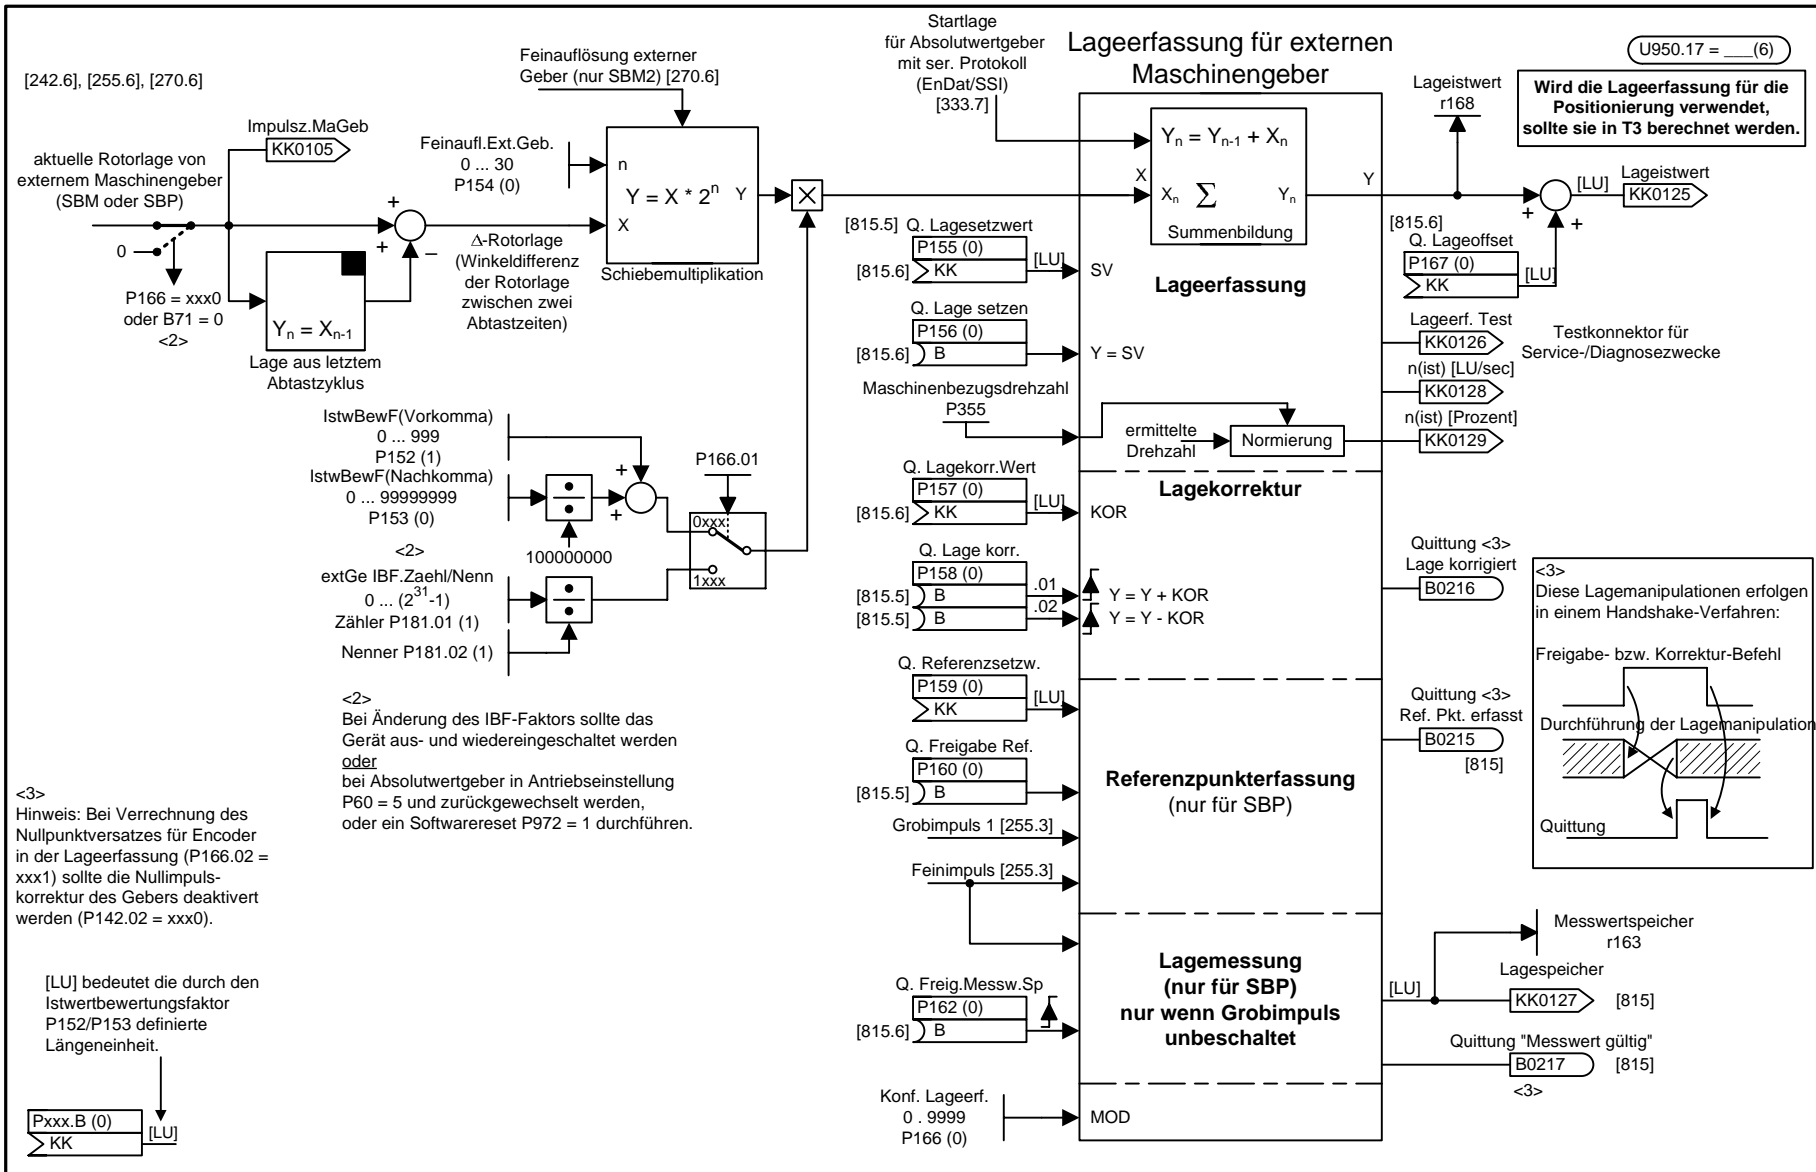 Lageerfassung für externen
Maschinengeber
U950.17 = ___(6)
Wird die Lageerfassung für die
Positionierung verwendet,
sollte sie in T3 berechnet werden.
[242.6], [255.6], [270.6]
Impulsz.MaGeb
KK0105
aktuelle Rotorlage von
externem Maschinengeber
(SBM oder SBP)
0
P166 = xxx0
oder B71 = 0
<2>
Yn = Xn-1
Lage aus letztem
Abtastzyklus
+
+
–
Δ-Rotorlage
(Winkeldifferenz
der Rotorlage
zwischen zwei
Abtastzeiten)
Feinauflösung externer
Geber (nur SBM2) [270.6]
Feinaufl.Ext.Geb.
0 ... 30
P154 (0)
n
Y = X * 2^n
Y
X
Schiebemultiplikation
IstwBewF(Vorkomma)
0 ... 999
P152 (1)
IstwBewF(Nachkomma)
0 ... 99999999
P153 (0)
+
+
100000000
<2>
extGe IBF.Zaehl/Nenn
0 ... (2^31-1)
Zähler P181.01 (1)
Nenner P181.02 (1)
P166.01
0xxx
1xxx
<2>
Bei Änderung des IBF-Faktors sollte das
Gerät aus- und wiedereingeschaltet werden
oder
bei Absolutwertgeber in Antriebseinstellung
P60 = 5 und zurückgewechselt werden,
oder ein Softwarereset P972 = 1 durchführen.
<3>
Hinweis: Bei Verrechnung des
Nullpunktversatzes für Encoder
in der Lageerfassung (P166.02 =
xxx1) sollte die Nullimpuls-
korrektur des Gebers deaktivert
werden (P142.02 = xxx0).
[LU] bedeutet die durch den
Istwertbewertungsfaktor
P152/P153 definierte
Längeneinheit.
Pxxx.B (0)
KK
[LU]
Startlage
für Absolutwertgeber
mit ser. Protokoll
(EnDat/SSI)
[333.7]
Yn = Yn-1 + Xn
X
Xn Σ Yn
Y
Summenbildung
[815.5] Q. Lagesetzwert
P155 (0)
[815.6] KK
[LU]
SV
Lageerfassung
Q. Lage setzen
P156 (0)
[815.6] B
Y = SV
Maschinenbezugsdrehzahl
P355
ermittelte
Drehzahl
Normierung
Q. Lagekorr.Wert
P157 (0)
[815.6] KK
[LU]
KOR
Lagekorrektur
Q. Lage korr.
P158 (0)
[815.5] B
.01
Y = Y + KOR
[815.5] B
.02
Y = Y - KOR
Q. Referenzsetzw.
P159 (0)
KK
[LU]
Q. Freigabe Ref.
P160 (0)
[815.5] B
Referenzpunkterfassung
(nur für SBP)
Grobimpuls 1 [255.3]
Feinimpuls [255.3]
Lagemessung
(nur für SBP)
nur wenn Grobimpuls
unbeschaltet
Q. Freig.Messw.Sp
P162 (0)
[815.6] B
Konf. Lageerf.
0 . 9999
P166 (0)
MOD
Lageistwert
r168
+
+
[LU]
Lageistwert
KK0125
[815.6]
Q. Lageoffset
P167 (0)
KK
[LU]
Lageerf. Test
KK0126
Testkonnektor für
Service-/Diagnosezwecke
n(ist) [LU/sec]
KK0128
n(ist) [Prozent]
KK0129
Quittung <3>
Lage korrigiert
B0216
Quittung <3>
Ref. Pkt. erfasst
B0215
[815]
<3>
Diese Lagemanipulationen erfolgen
in einem Handshake-Verfahren:
Freigabe- bzw. Korrektur-Befehl
Durchführung der Lagemanipulation
Quittung
Messwertspeicher
r163
[LU]
Lagespeicher
KK0127 [815]
Quittung "Messwert gültig"
B0217 [815]
<3>